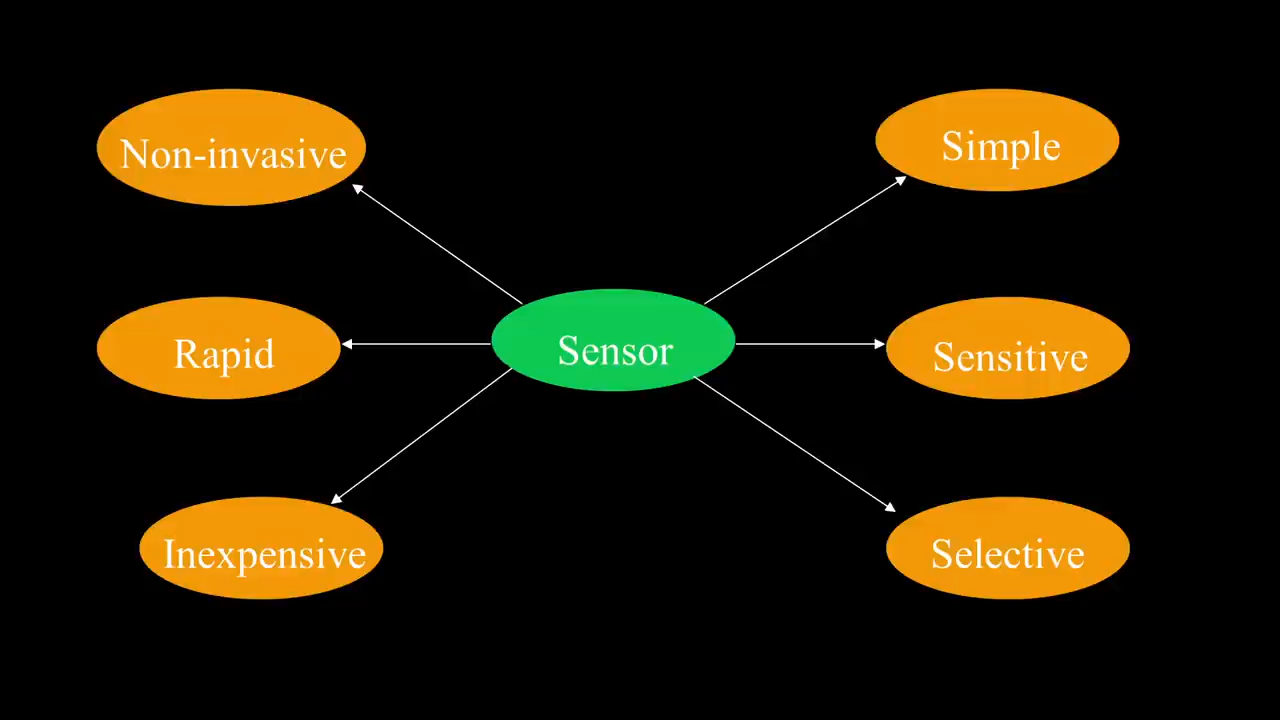 Non-invasive
Simple
Rapid
Sensor
Sensitive
Inexpensive
Selective